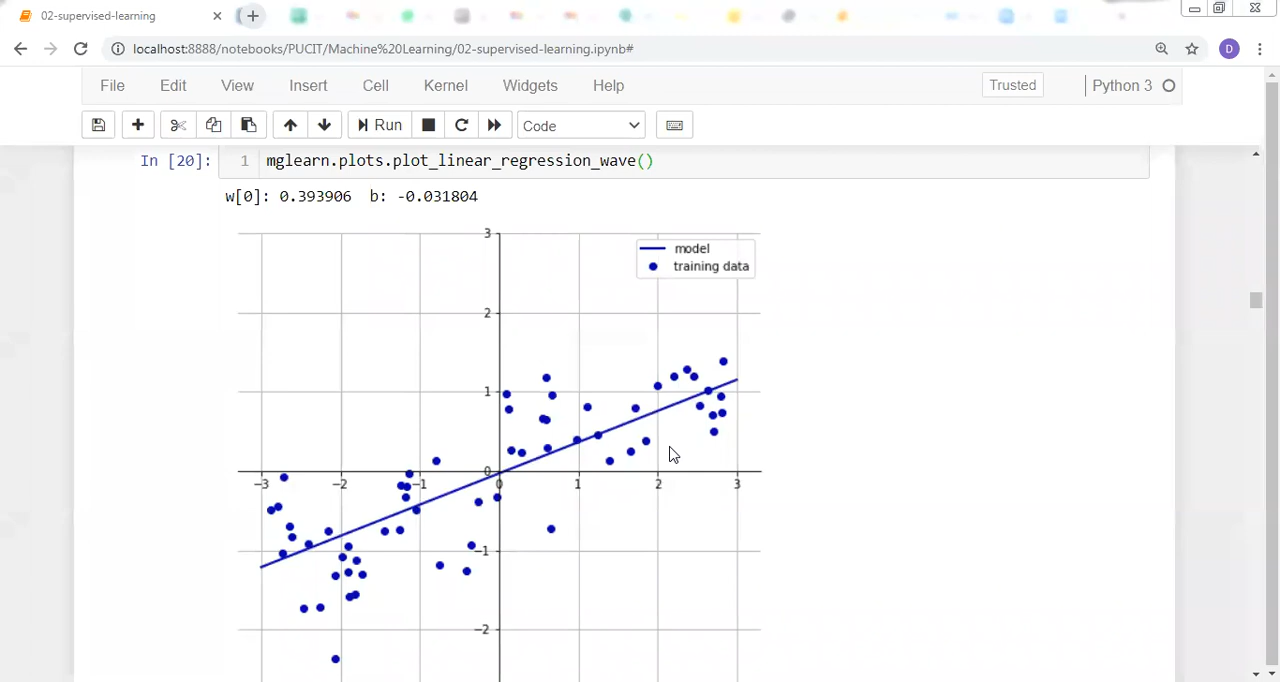 02-supervised-learning
localhost:8888/notebooks/PUCIT/Machine%20Learning/02-supervised-learning.ipynb#
D
File Edit View Insert Cell Kernel Widgets Help Trusted Python 3
Run Code
In [20]: 1 mglearn.plots.plot_linear_regression_wave()
w[0]: 0.393906 b: -0.031804
3
model
training data
2
1
0
−3 −2 −1 0 1 2 3
−1
−2